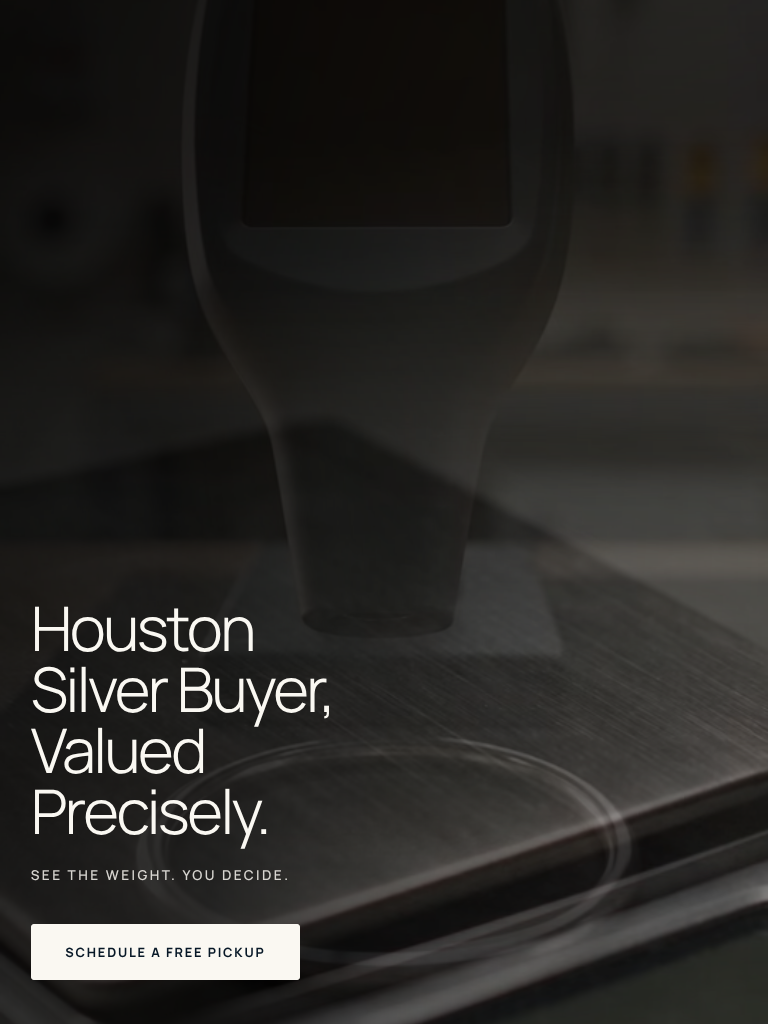 Houston
Silver Buyer,
Valued
Precisely.
SEE THE WEIGHT. YOU DECIDE.
SCHEDULE A FREE PICKUP